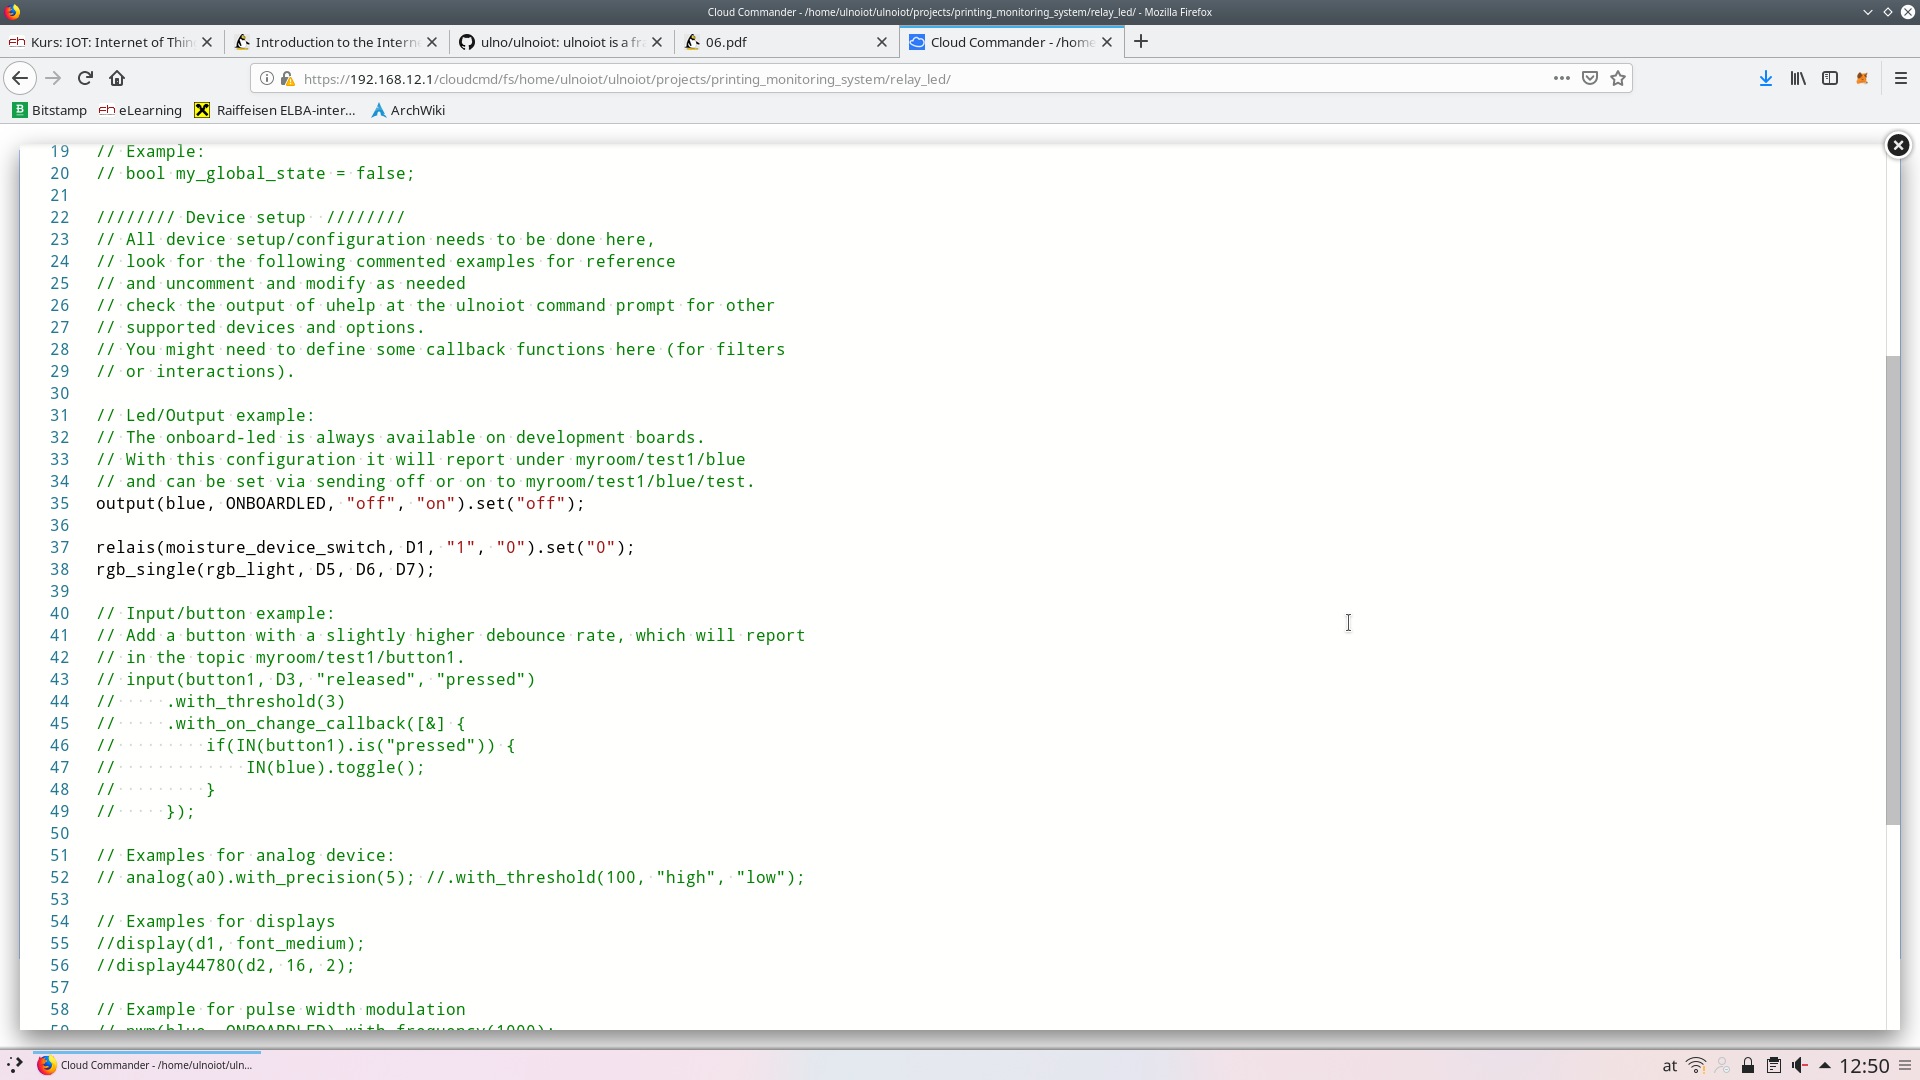 Cloud Commander - /home/ulnoiot/ulnoiot/projects/printing_monitoring_system/relay_led/ - Mozilla Firefox
Kurs: IOT: Internet of Thin
Introduction to the Intern
ulno/ulnoiot: ulnoiot is a fra
06.pdf
Cloud Commander - /home
https://192.168.12.1/cloudcmd/fs/home/ulnoiot/ulnoiot/projects/printing_monitoring_system/relay_led/
Bitstamp
eLearning
Raiffeisen ELBA-inter...
ArchWiki
19 // Example:
20 // bool my_global_state = false;
21
22 //////// Device setup  ////////
23 // All device setup/configuration needs to be done here,
24 // look for the following commented examples for reference
25 // and uncomment and modify as needed
26 // check the output of uhelp at the ulnoiot command prompt for other
27 // supported devices and options.
28 // You might need to define some callback functions here (for filters
29 // or interactions).
30
31 // Led/Output example:
32 // The onboard-led is always available on development boards.
33 // With this configuration it will report under myroom/test1/blue
34 // and can be set via sending off or on to myroom/test1/blue/test.
35 output(blue, ONBOARDLED, "off", "on").set("off");
36
37 relais(moisture_device_switch, D1, "1", "0").set("0");
38 rgb_single(rgb_light, D5, D6, D7);
39
40 // Input/button example:
41 // Add a button with a slightly higher debounce rate, which will report
42 // in the topic myroom/test1/button1.
43 // input(button1, D3, "released", "pressed")
44 //     .with_threshold(3)
45 //     .with_on_change_callback([&] {
46 //         if(IN(button1).is("pressed")) {
47 //             IN(blue).toggle();
48 //         }
49 //     });
50
51 // Examples for analog device:
52 // analog(a0).with_precision(5); //.with_threshold(100, "high", "low");
53
54 // Examples for displays
55 //display(d1, font_medium);
56 //display44780(d2, 16, 2);
57
58 // Example for pulse width modulation
59 // pwm(blue, ONBOARDLED).with_frequency(1000);
Cloud Commander - /home/ulnoiot/uln...
at
12:50